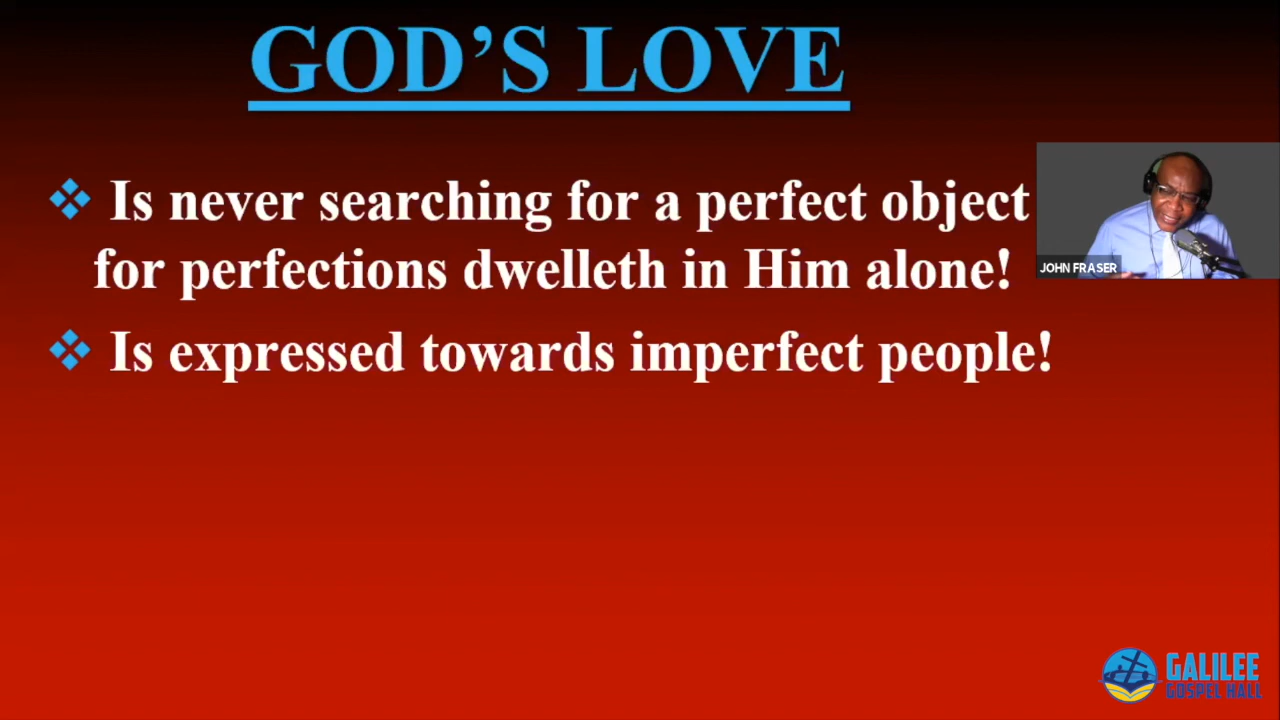 GOD’S LOVE
❖ Is never searching for a perfect object
for perfections dwelleth in Him alone!
❖ Is expressed towards imperfect people!
JOHN FRASER
GALILEE
GOSPEL HALL